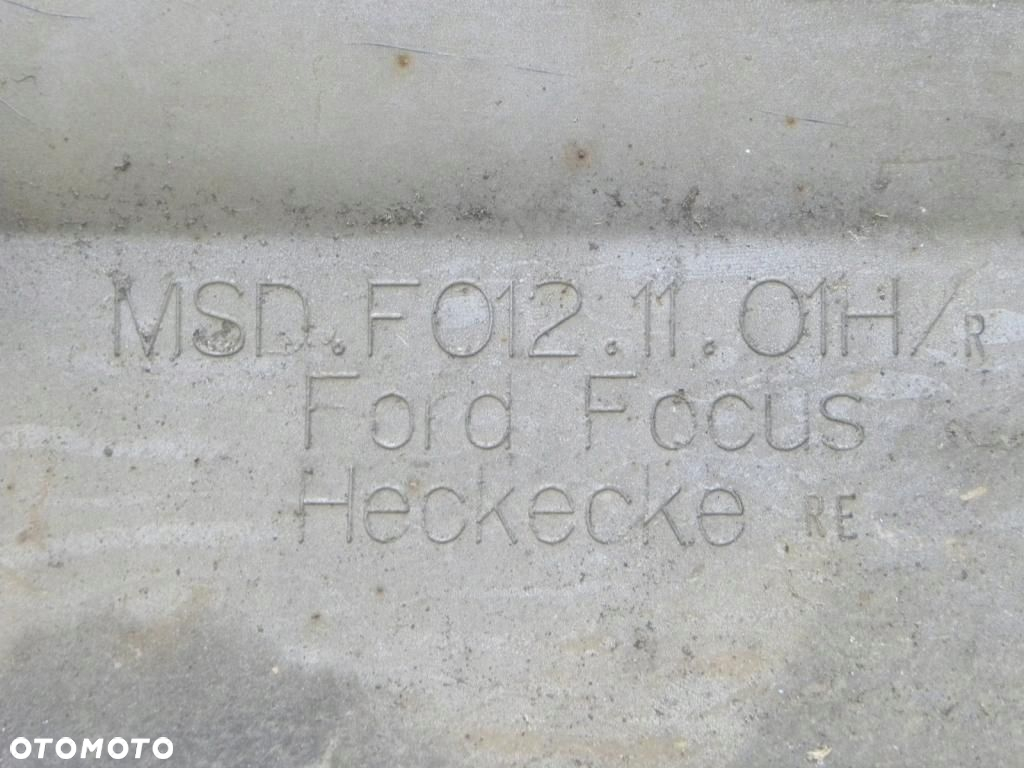 MSD.F012.11.01H/R
Ford Focus
Heckecke RE
OTOMOTO